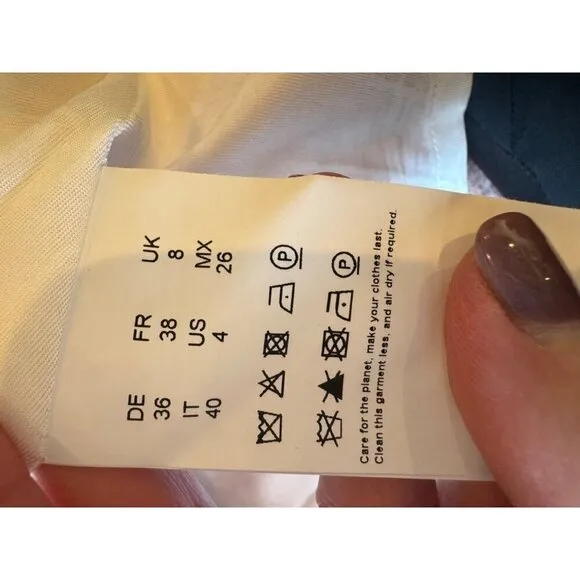 DE FR UK
36 38 8
IT US MX
40 4 26
P
P
Care for the planet, make your clothes last.
Clean this garment less, and air dry if required.